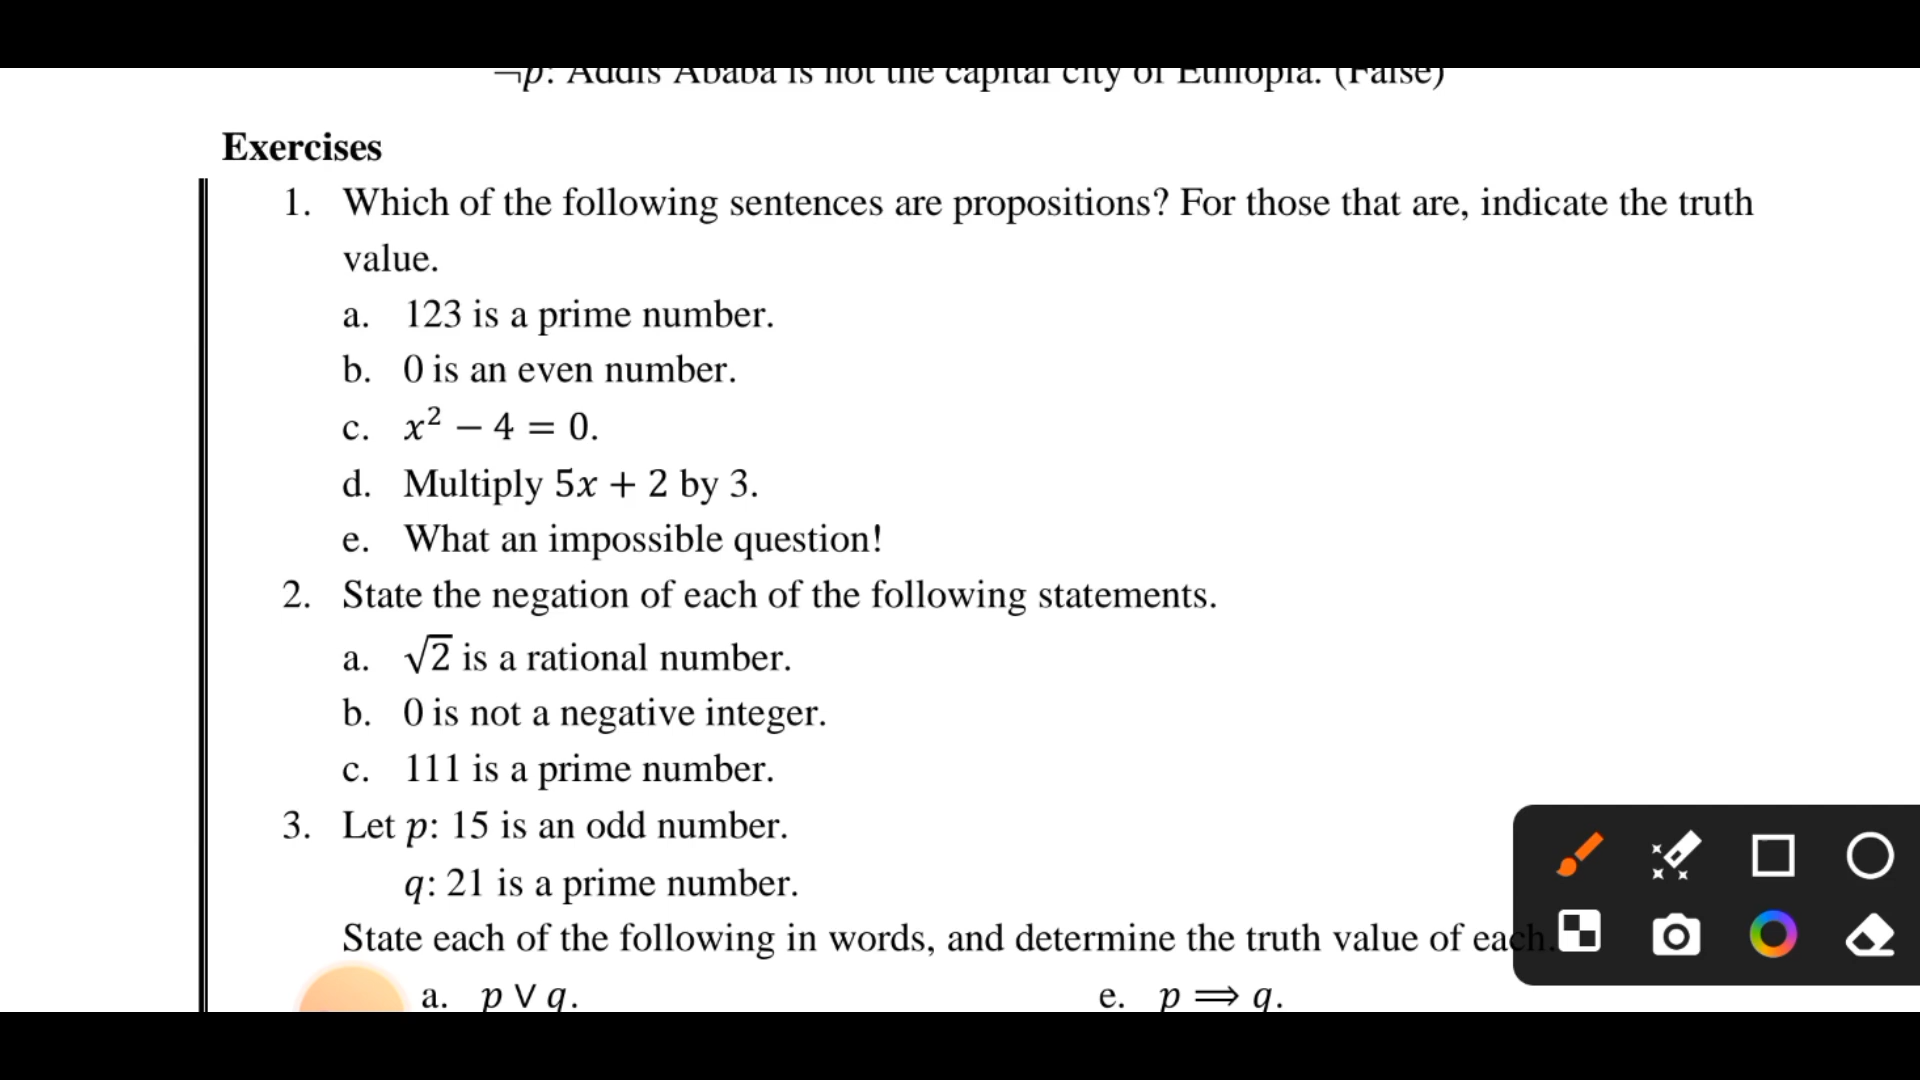 ¬p: Addis Ababa is not the capital city of Ethiopia. (False)
Exercises
1. Which of the following sentences are propositions? For those that are, indicate the truth
value.
a. 123 is a prime number.
b. 0 is an even number.
c. x² − 4 = 0.
d. Multiply 5x + 2 by 3.
e. What an impossible question!
2. State the negation of each of the following statements.
a. √2 is a rational number.
b. 0 is not a negative integer.
c. 111 is a prime number.
3. Let p: 15 is an odd number.
q: 21 is a prime number.
State each of the following in words, and determine the truth value of each.
a. p ∨ q.
e. p ⟹ q.